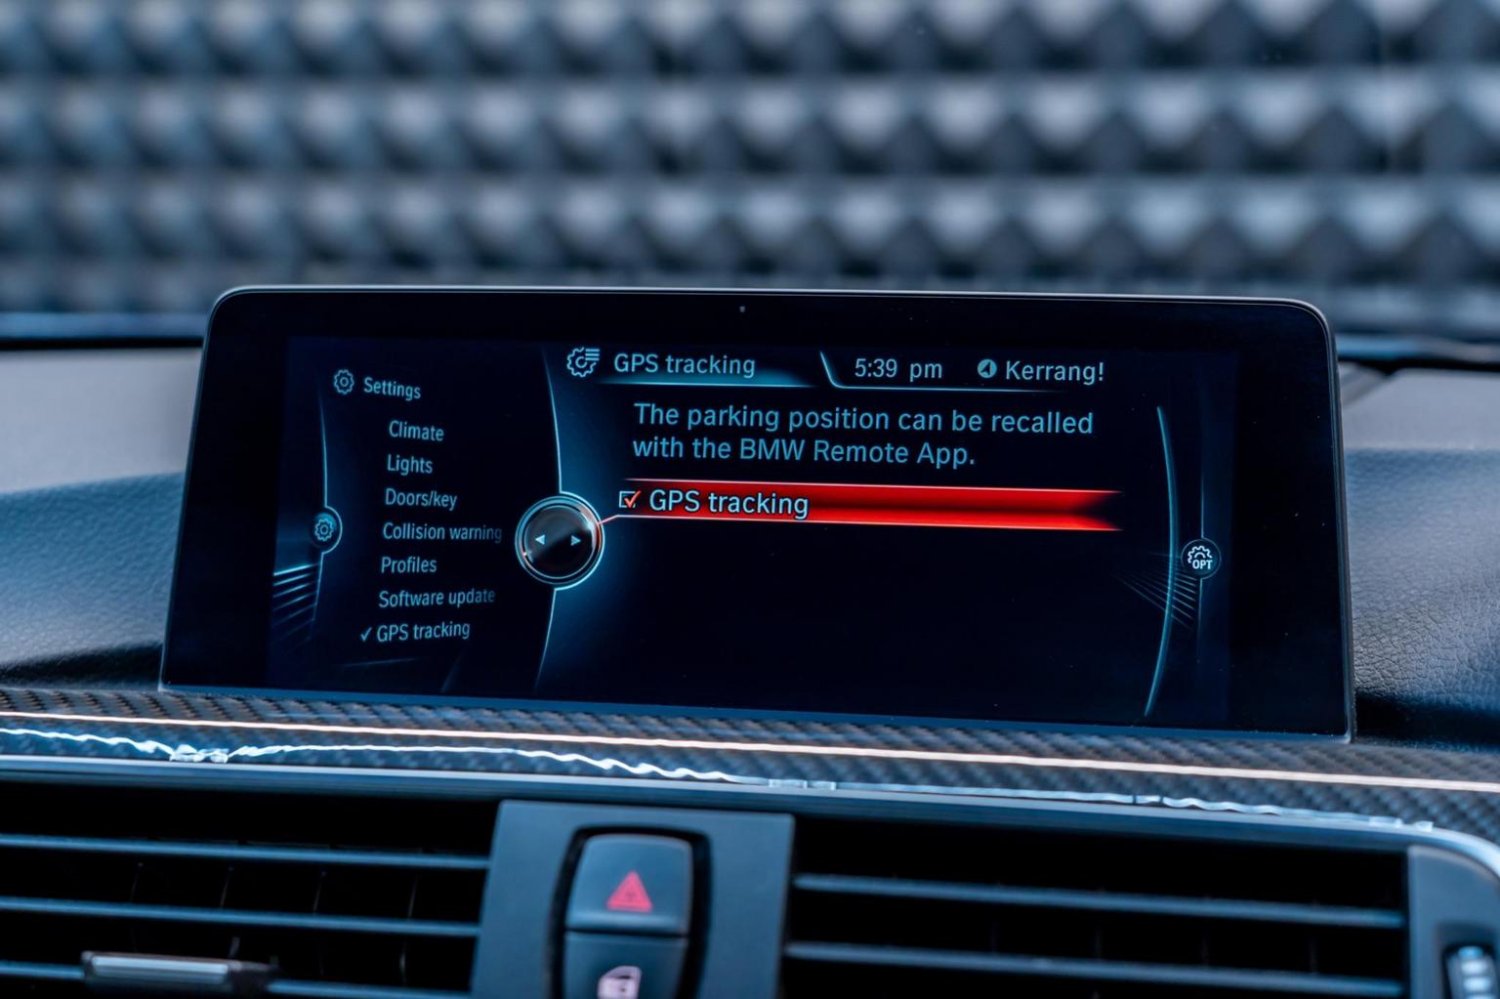 Settings
Climate
Lights
Doors/key
Collision warning
Profiles
Software update
✓ GPS tracking
GPS tracking
5:39 pm
Kerrang!
The parking position can be recalled
with the BMW Remote App.
GPS tracking
OPT